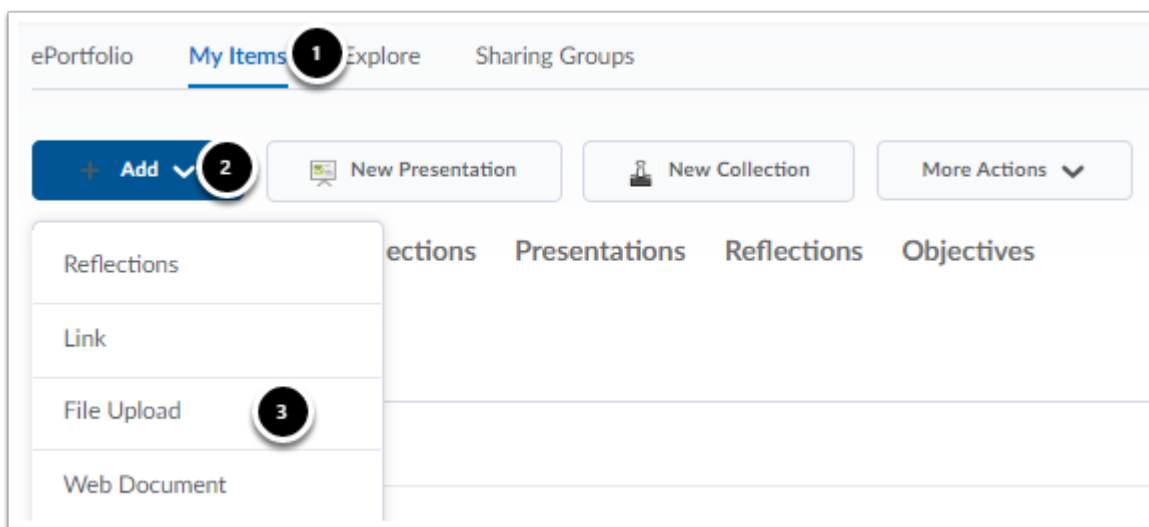 ePortfolio My Items 1 Explore Sharing Groups
+ Add 2 New Presentation New Collection More Actions
ections Presentations Reflections Objectives
Reflections
Link
File Upload 3
Web Document